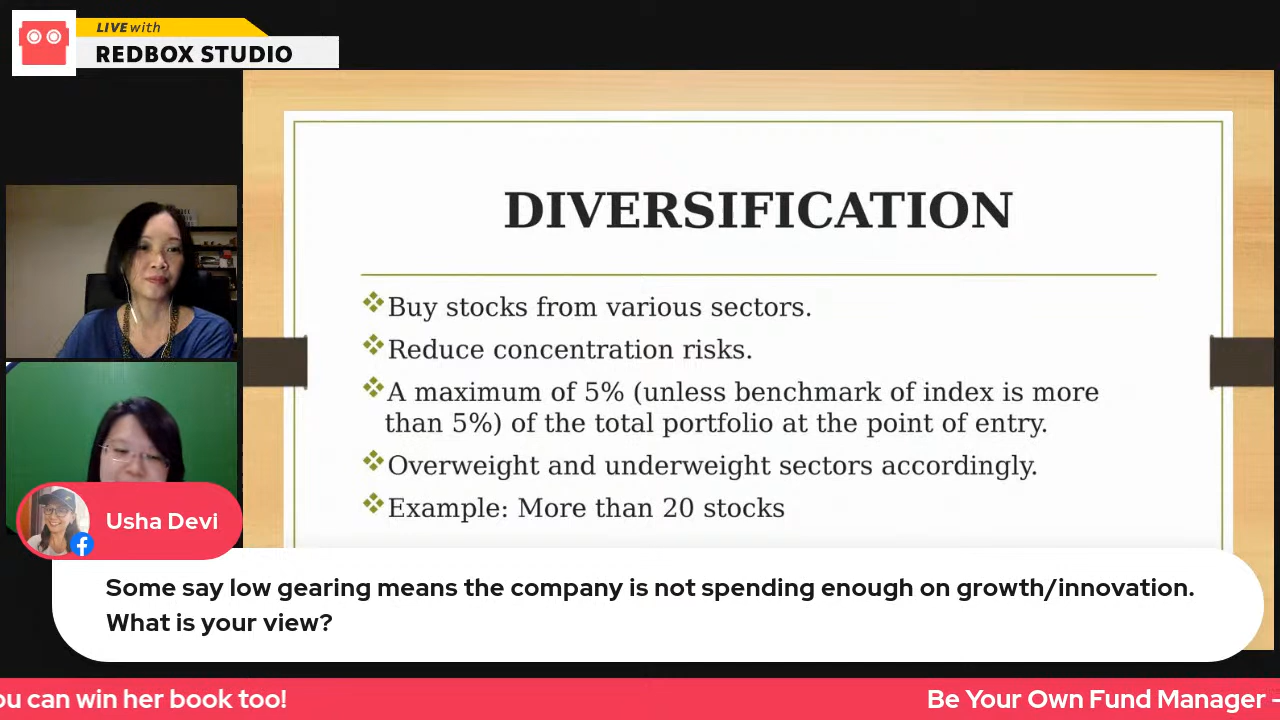 LIVE with
REDBOX STUDIO
DIVERSIFICATION
Buy stocks from various sectors.
Reduce concentration risks.
A maximum of 5% (unless benchmark of index is more
than 5%) of the total portfolio at the point of entry.
Overweight and underweight sectors accordingly.
Example: More than 20 stocks
Usha Devi
Some say low gearing means the company is not spending enough on growth/innovation.
What is your view?
ou can win her book too!
Be Your Own Fund Manager -